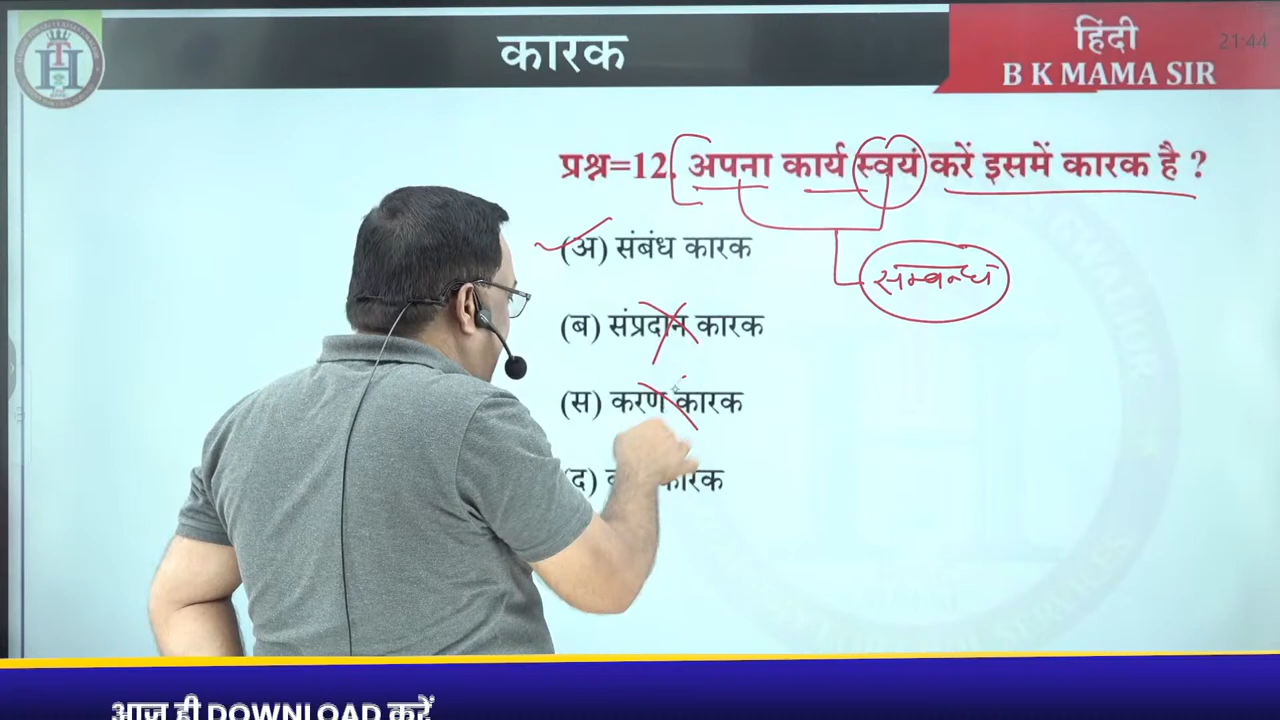 कारक
हिंदी
21:44
B K MAMA SIR
प्रश्न=12. अपना कार्य स्वयं करें इसमें कारक है ?
(अ) संबंध कारक
सम्बन्ध
(ब) संप्रदान कारक
(स) करण कारक
(द) कारक
आज ही DOWNLOAD करें